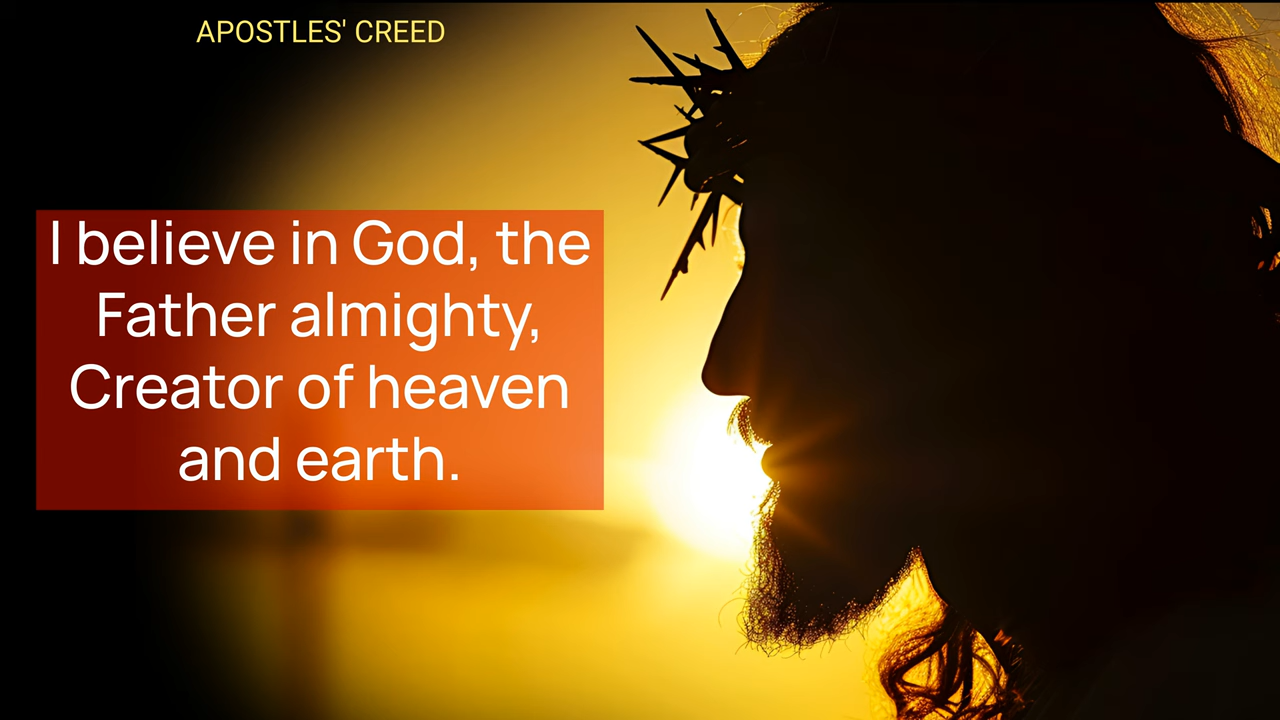 APOSTLES' CREED
I believe in God, the
Father almighty,
Creator of heaven
and earth.